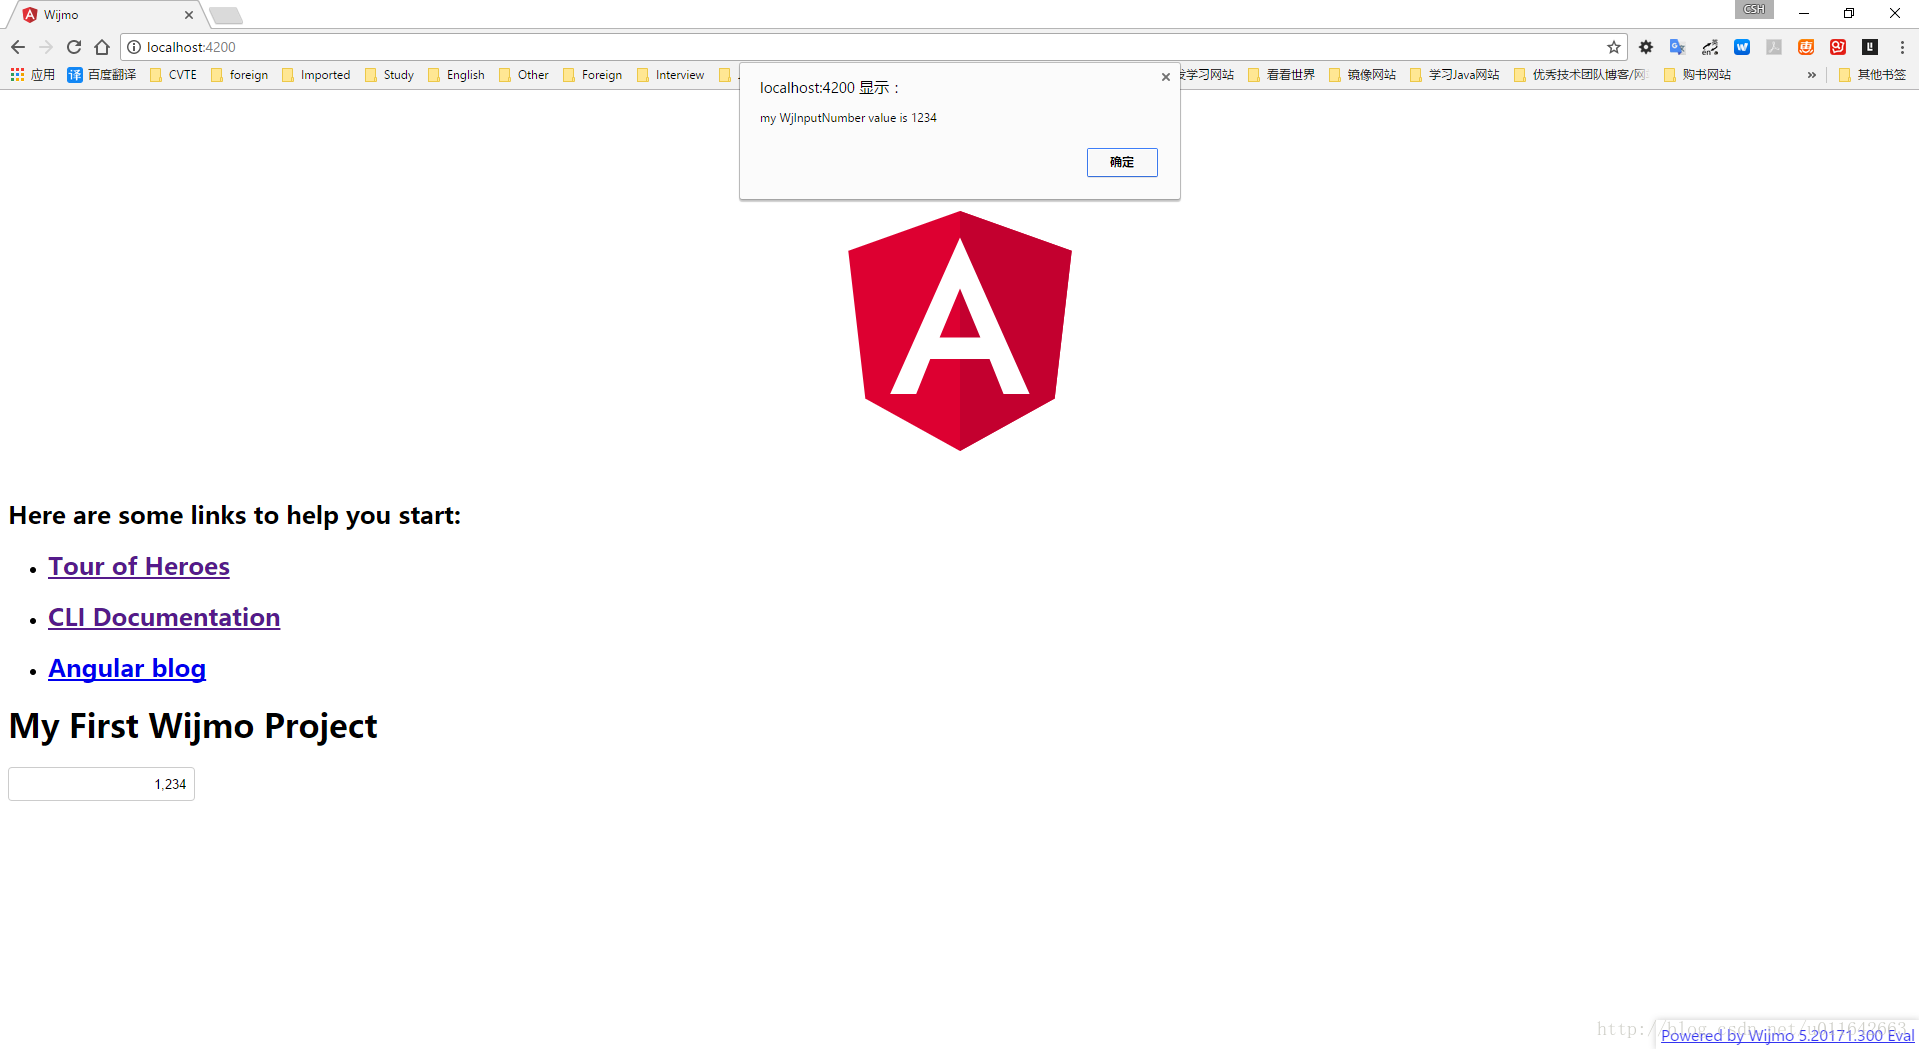 Wijmo
CSH
localhost:4200
应用 百度翻译 CVTE foreign Imported Study English Other Foreign Interview 学习网站 看看世界 镜像网站 学习Java网站 优秀技术团队博客/网 购书网站 » 其他书签
localhost:4200 显示：
my WjInputNumber value is 1234
确定
Here are some links to help you start:
Tour of Heroes
CLI Documentation
Angular blog
My First Wijmo Project
1,234
http://blog.csdn.net/u011642663
Powered by Wijmo 5.20171.300 Eval